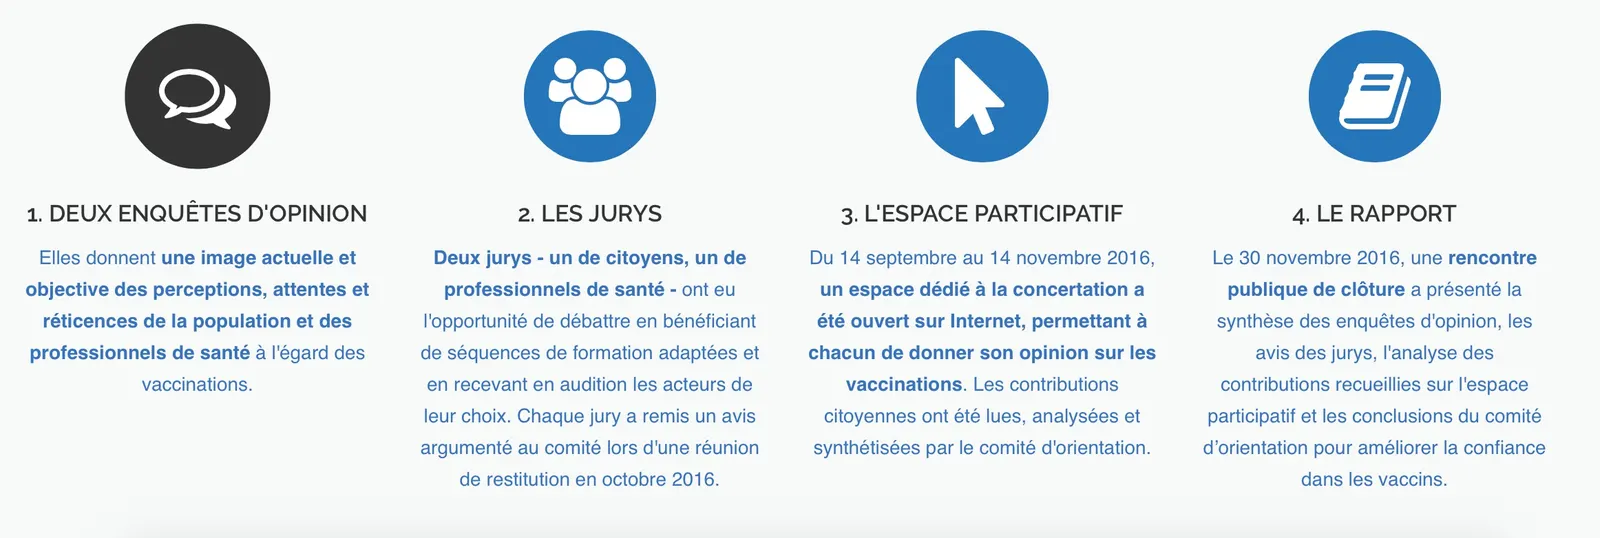 1. DEUX ENQUÊTES D'OPINION
Elles donnent une image actuelle et
objective des perceptions, attentes et
réticences de la population et des
professionnels de santé à l'égard des
vaccinations.
2. LES JURYS
Deux jurys - un de citoyens, un de
professionnels de santé - ont eu
l'opportunité de débattre en bénéficiant
de séquences de formation adaptées et
en recevant en audition les acteurs de
leur choix. Chaque jury a remis un avis
argumenté au comité lors d'une réunion
de restitution en octobre 2016.
3. L'ESPACE PARTICIPATIF
Du 14 septembre au 14 novembre 2016,
un espace dédié à la concertation a
été ouvert sur Internet, permettant à
chacun de donner son opinion sur les
vaccinations. Les contributions
citoyennes ont été lues, analysées et
synthétisées par le comité d'orientation.
4. LE RAPPORT
Le 30 novembre 2016, une rencontre
publique de clôture a présenté la
synthèse des enquêtes d'opinion, les
avis des jurys, l'analyse des
contributions recueillies sur l'espace
participatif et les conclusions du comité
d’orientation pour améliorer la confiance
dans les vaccins.